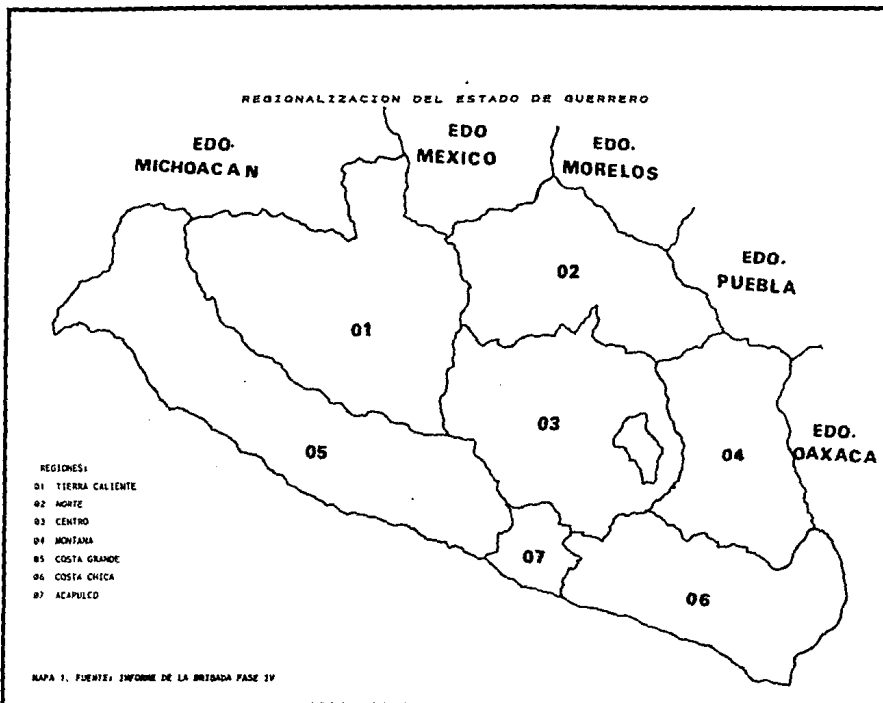 REGIONALIZACION DEL ESTADO DE GUERRERO
EDO.
MICHOACAN
EDO
MEXICO
EDO.
MORELOS
EDO.
PUEBLA
02
01
03
EDO.
OAXACA
04
05
07
06
REGIONES:
01 TIERRA CALIENTE
02 NORTE
03 CENTRO
04 MONTANA
05 COSTA GRANDE
06 COSTA CHICA
07 ACAPULCO
MAPA 1. FUENTE: INFORME DE LA BRIGADA FASE IV